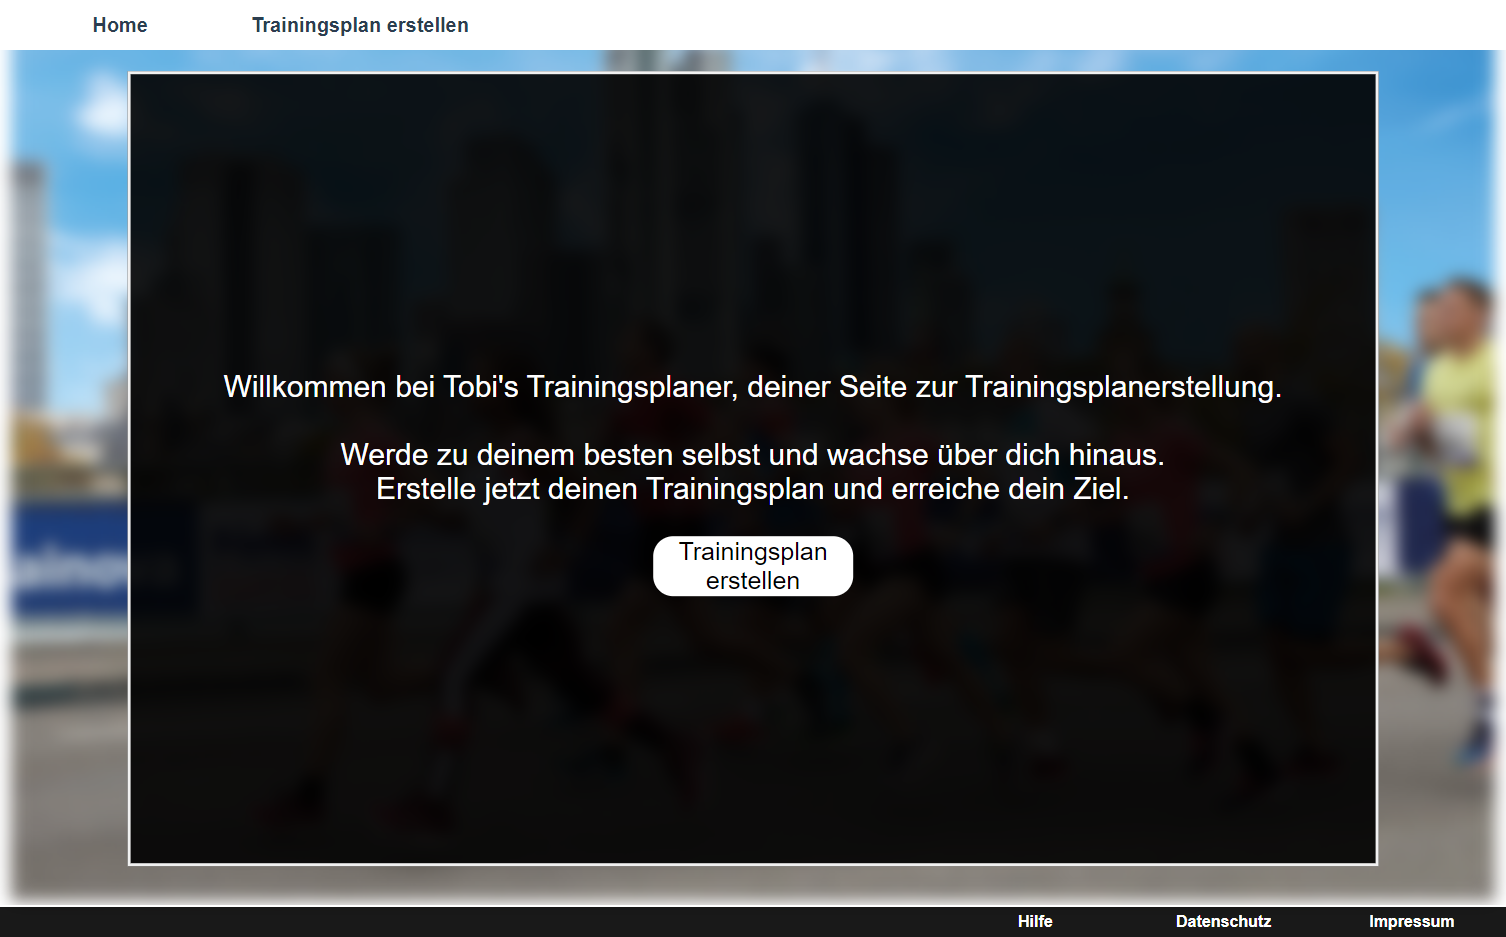 Home
Trainingsplan erstellen
Willkommen bei Tobi's Trainingsplaner, deiner Seite zur Trainingsplanerstellung.
Werde zu deinem besten selbst und wachse über dich hinaus.
Erstelle jetzt deinen Trainingsplan und erreiche dein Ziel.
Trainingsplan
erstellen
Hilfe
Datenschutz
Impressum